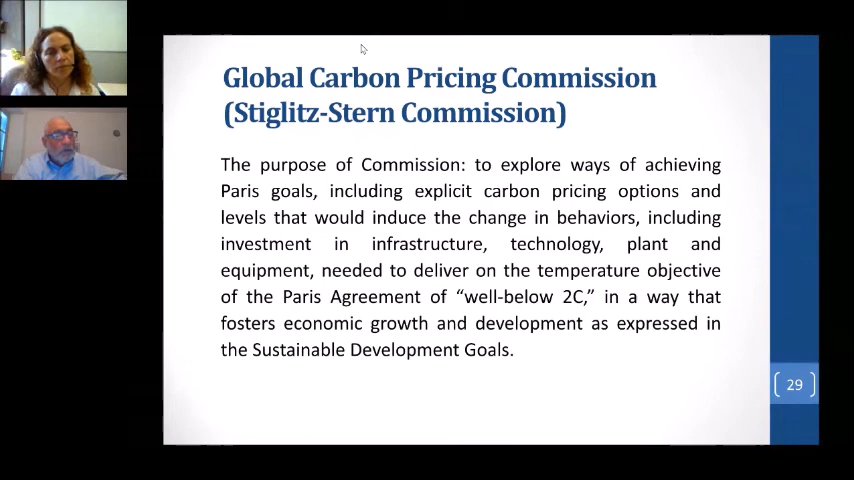 Global Carbon Pricing Commission
(Stiglitz-Stern Commission)
The purpose of Commission: to explore ways of achieving
Paris goals, including explicit carbon pricing options and
levels that would induce the change in behaviors, including
investment in infrastructure, technology, plant and
equipment, needed to deliver on the temperature objective
of the Paris Agreement of “well-below 2C,” in a way that
fosters economic growth and development as expressed in
the Sustainable Development Goals.
29